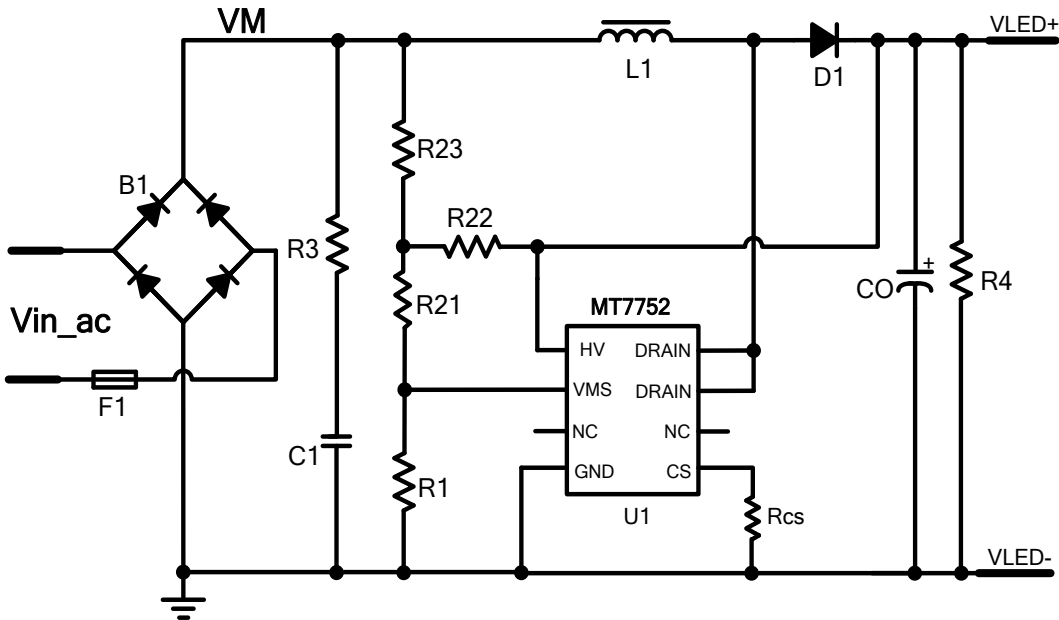 VM
VLED+
L1
D1
R23
B1
R22
R3
R21
CO
+
R4
Vin_ac
MT7752
HV
DRAIN
VMS
DRAIN
F1
NC
NC
C1
GND
CS
R1
U1
Rcs
VLED-